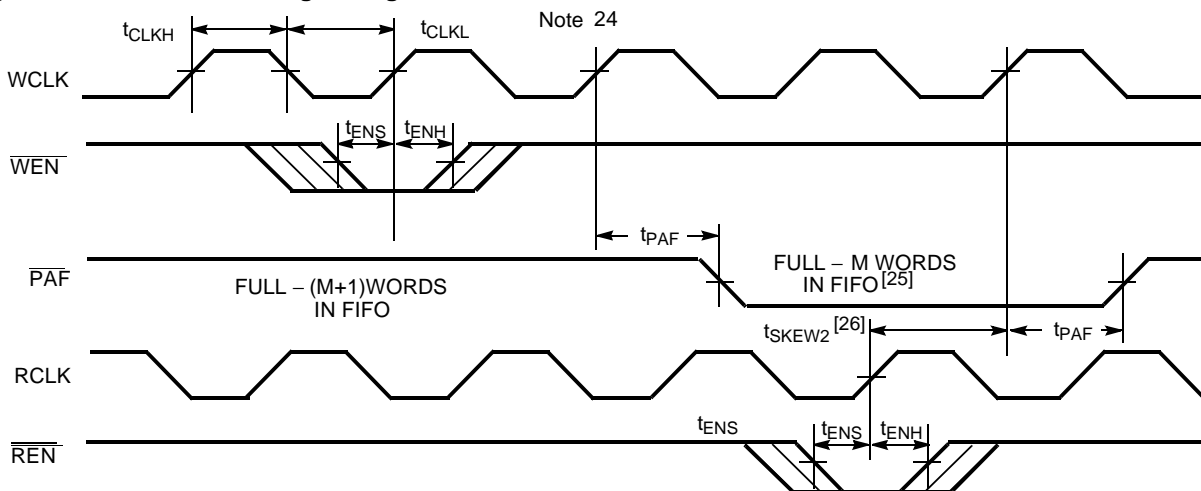 Note 24
tCLKH
tCLKL
WCLK
tENS
tENH
WEN
tPAF
PAF
FULL – (M+1)WORDS
IN FIFO
FULL – M WORDS
IN FIFO[25]
tSKEW2[26]
tPAF
RCLK
tENS
tENS
tENH
REN